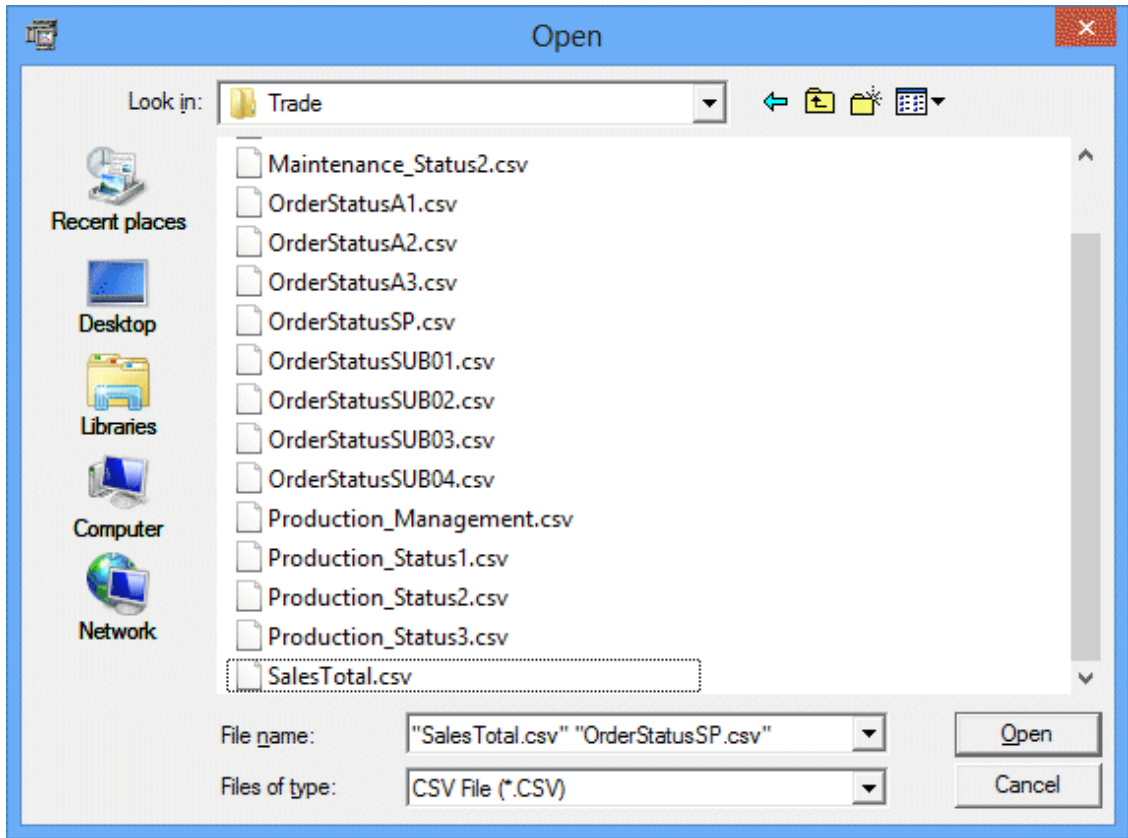 Open
Look in: Trade
Maintenance_Status2.csv
OrderStatusA1.csv
OrderStatusA2.csv
OrderStatusA3.csv
OrderStatusSP.csv
OrderStatusSUB01.csv
OrderStatusSUB02.csv
OrderStatusSUB03.csv
OrderStatusSUB04.csv
Production_Management.csv
Production_Status1.csv
Production_Status2.csv
Production_Status3.csv
SalesTotal.csv
Recent places
Desktop
Libraries
Computer
Network
File name: "SalesTotal.csv" "OrderStatusSP.csv" Open
Files of type: CSV File (*.CSV) Cancel